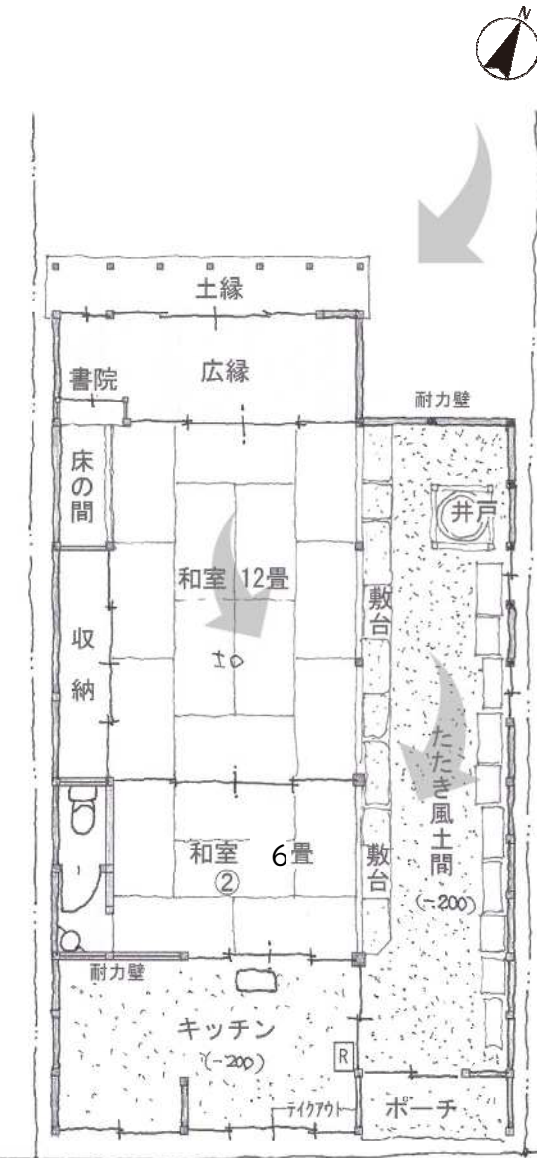 N
土縁
広縁
書院
耐力壁
床の間
井戸
和室 12畳
敷台
収納
±0
たたき風土間
(-200)
和室 6畳
②
敷台
耐力壁
キッチン
(-200)
R
テイクアウト
ポーチ